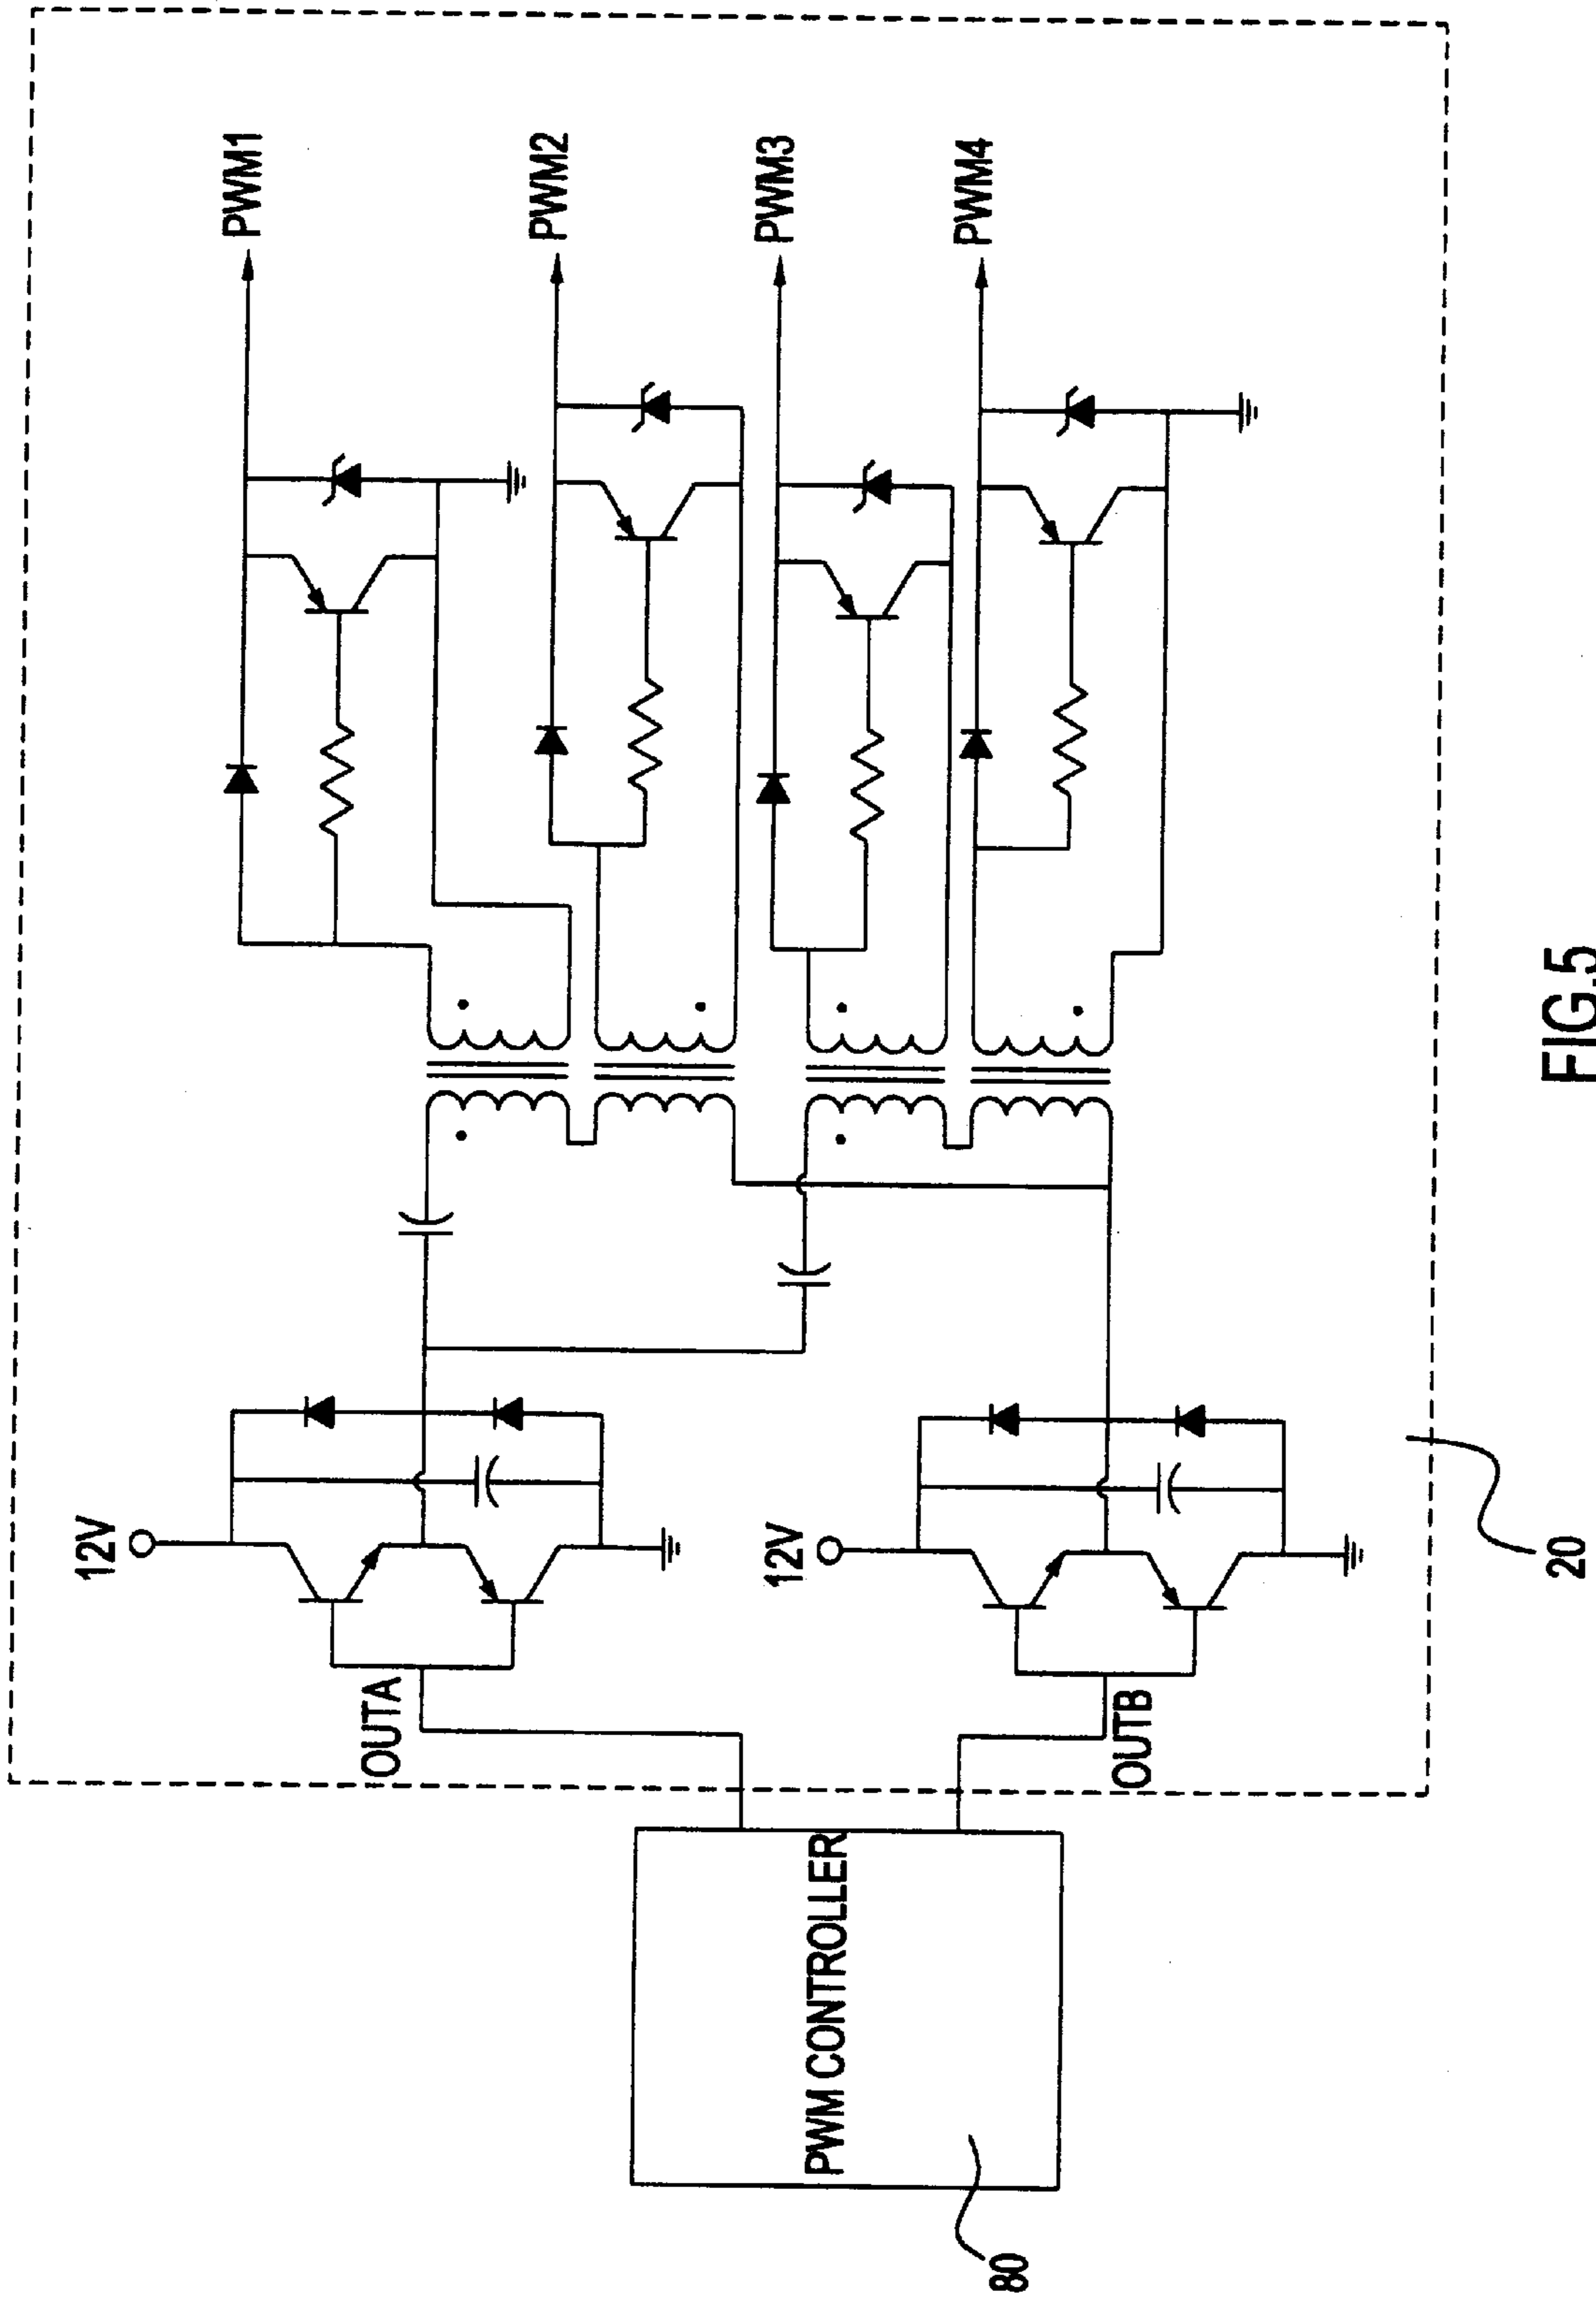 80
PWM CONTROLLER
OUTA
OUTB
12V
12V
20
PWM1
PWM2
PWM3
PWM4
FIG.5